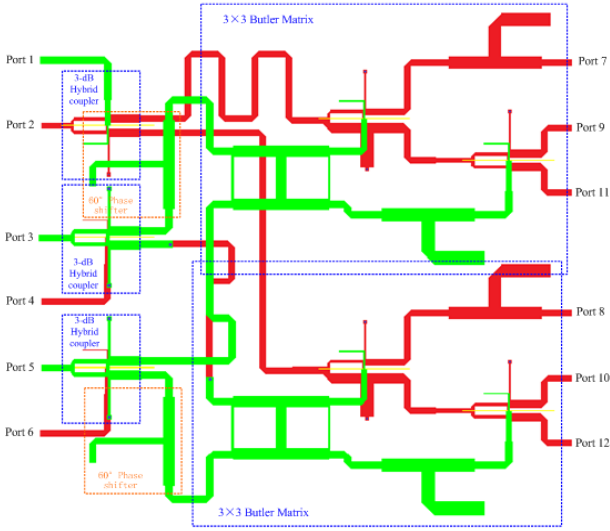 3×3 Butler Matrix
Port 1
Port 7
3-dB
Hybrid
coupler
Port 2
Port 9
60° Phase
shifter
Port 11
Port 3
3-dB
Hybrid
coupler
Port 4
Port 8
3-dB
Hybrid
coupler
Port 5
Port 10
Port 6
Port 12
60° Phase
shifter
3×3 Butler Matrix